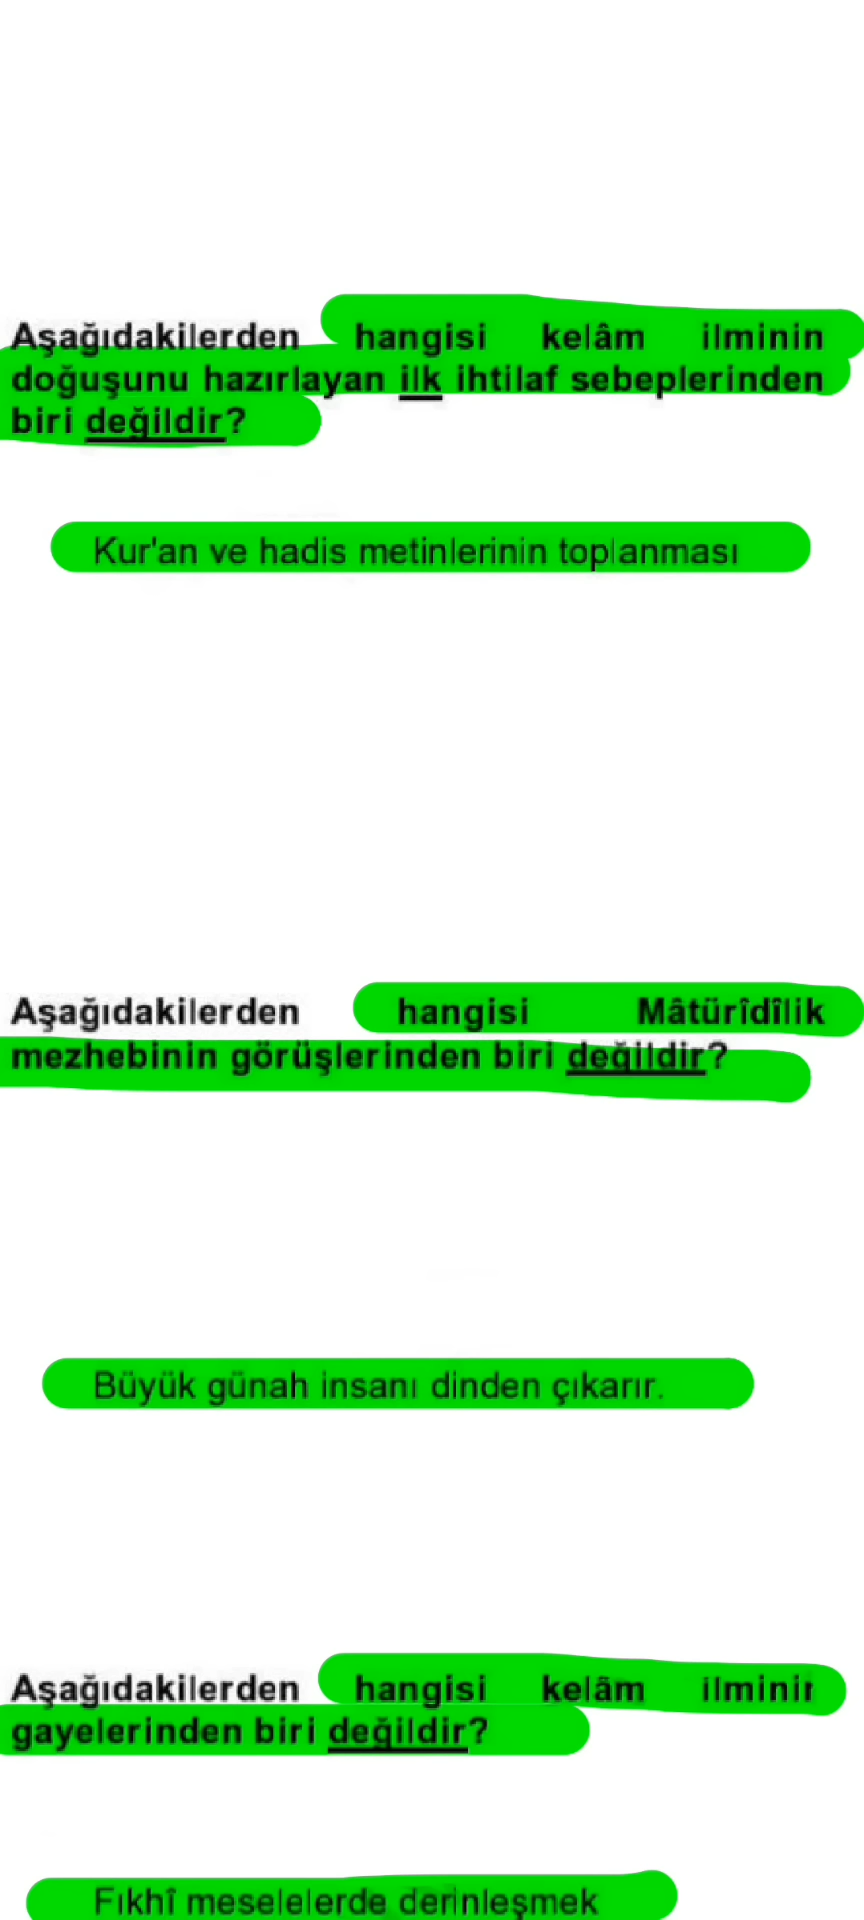 Aşağıdakilerden hangisi kelâm ilminin
doğuşunu hazırlayan ilk ihtilaf sebeplerinden
biri değildir?
Kur'an ve hadis metinlerinin toplanması
Aşağıdakilerden hangisi Mâtürîdîlik
mezhebinin görüşlerinden biri değildir?
Büyük günah insanı dinden çıkarır.
Aşağıdakilerden hangisi kelâm ilminin
gayelerinden biri değildir?
Fıkhî meselelerde derinleşmek